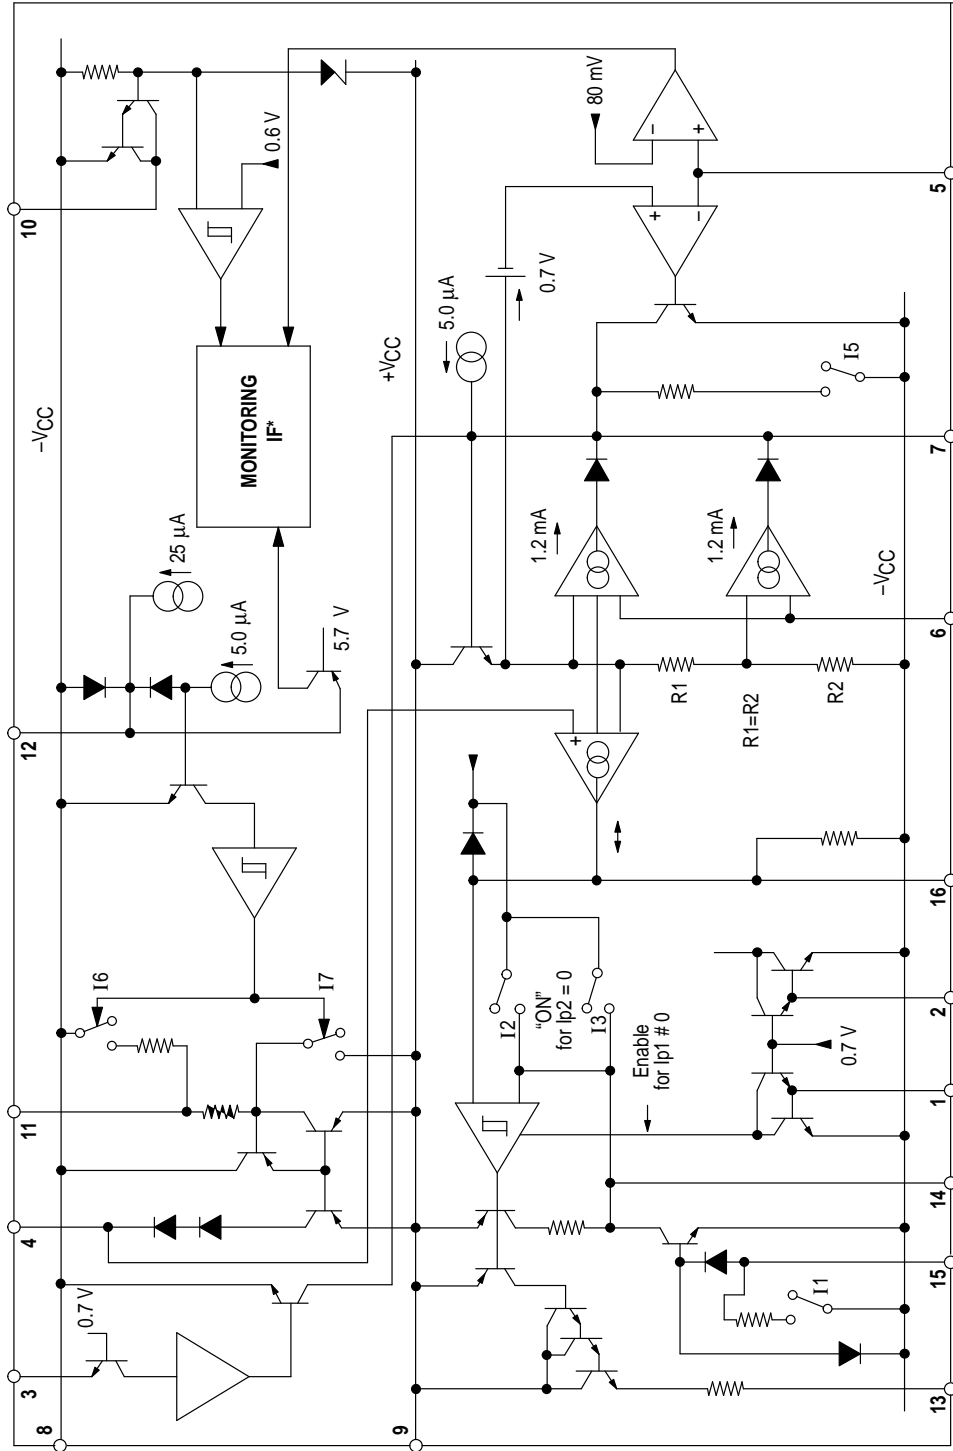 10
–VCC
0.6 V
80 mV
5
MONITORING
IF*
+VCC
5.0 µA
0.7 V
I5
7
25 µA
5.0 µA
5.7 V
12
1.2 mA
1.2 mA
–VCC
6
R1
R1=R2
R2
16
I6
I7
11
I2
"ON"
for Ip2 = 0
I3
Enable
for Ip1 # 0
2
0.7 V
1
14
4
15
I1
0.7 V
3
8
9
13
+
–
+
–
+